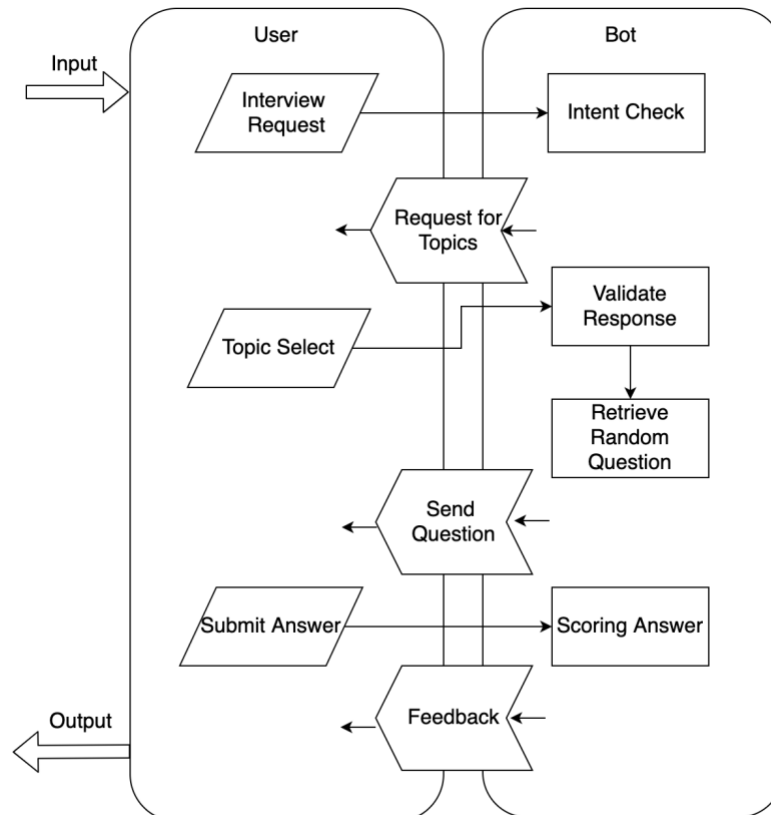 User
Bot
Input
Interview
Request
Intent Check
Request for
Topics
Validate
Response
Topic Select
Retrieve
Random
Question
Send
Question
Submit Answer
Scoring Answer
Output
Feedback